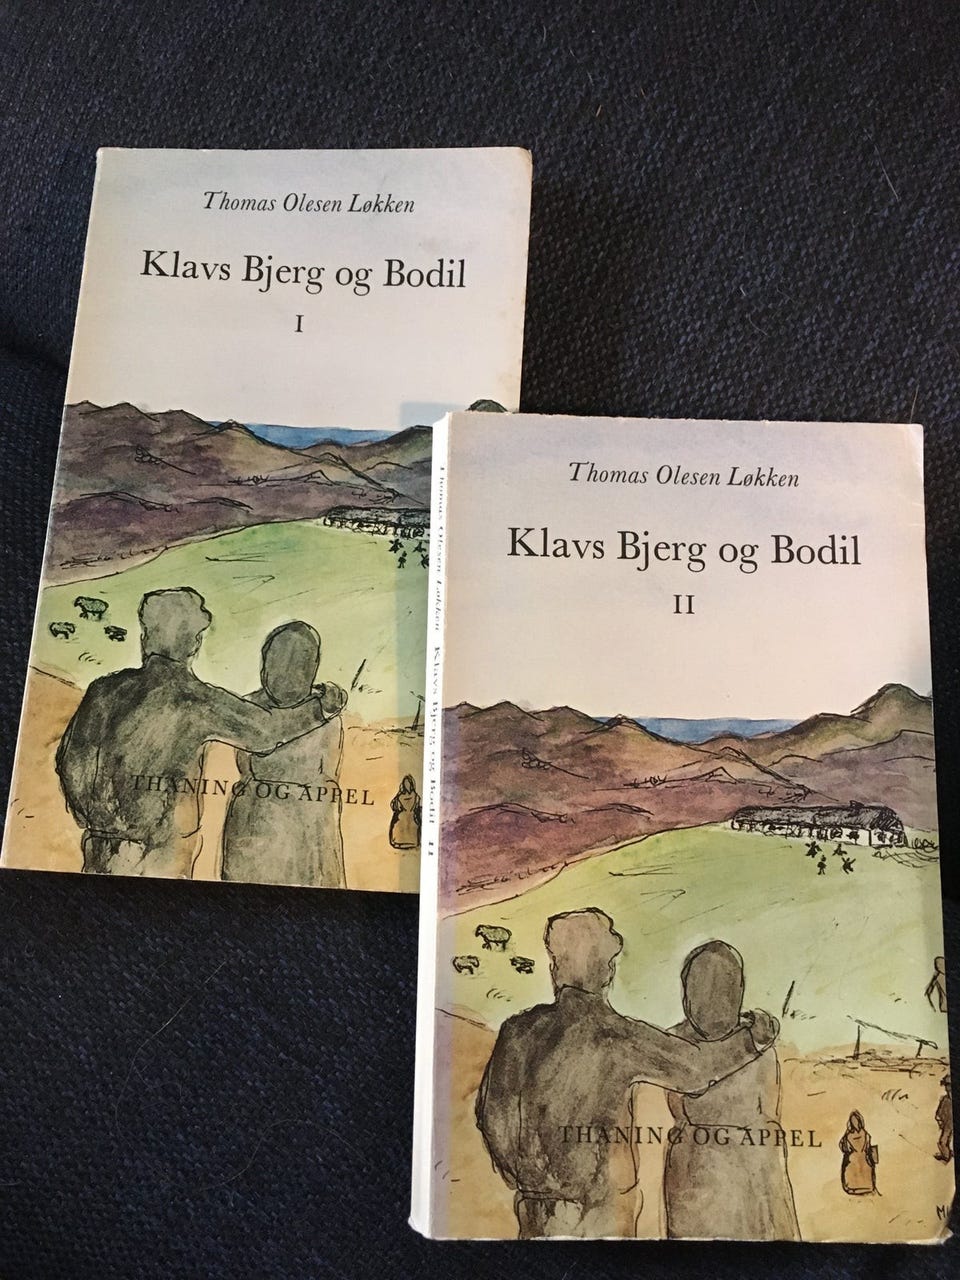 Thomas Olesen Løkken
Klavs Bjerg og Bodil
I
THANING OG APPEL
Thomas Olesen Løkken Klavs Bjerg og Bodil II
Thomas Olesen Løkken
Klavs Bjerg og Bodil
II
THANING OG APPEL